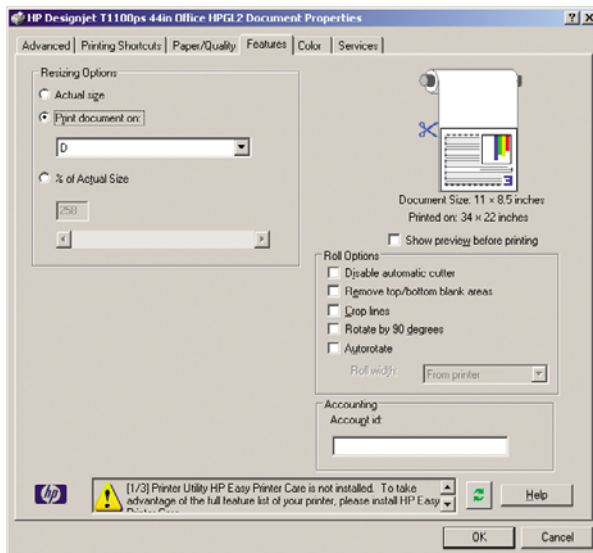 HP Designjet T1100ps 44in Office HPGL2 Document Properties
Advanced Printing Shortcuts Paper/Quality Features Color Services
Resizing Options
Actual size
Print document on:
D
% of Actual Size
258
Document Size: 11 × 8.5 inches
Printed on: 34 × 22 inches
Show preview before printing
Roll Options
Disable automatic cutter
Remove top/bottom blank areas
Crop lines
Rotate by 90 degrees
Autorotate
Roll width: From printer
Accounting
Account id:
hp
[1/3] Printer Utility HP Easy Printer Care is not installed. To take
advantage of the full feature list of your printer, please install HP Easy
Printer Care.
Help
OK Cancel